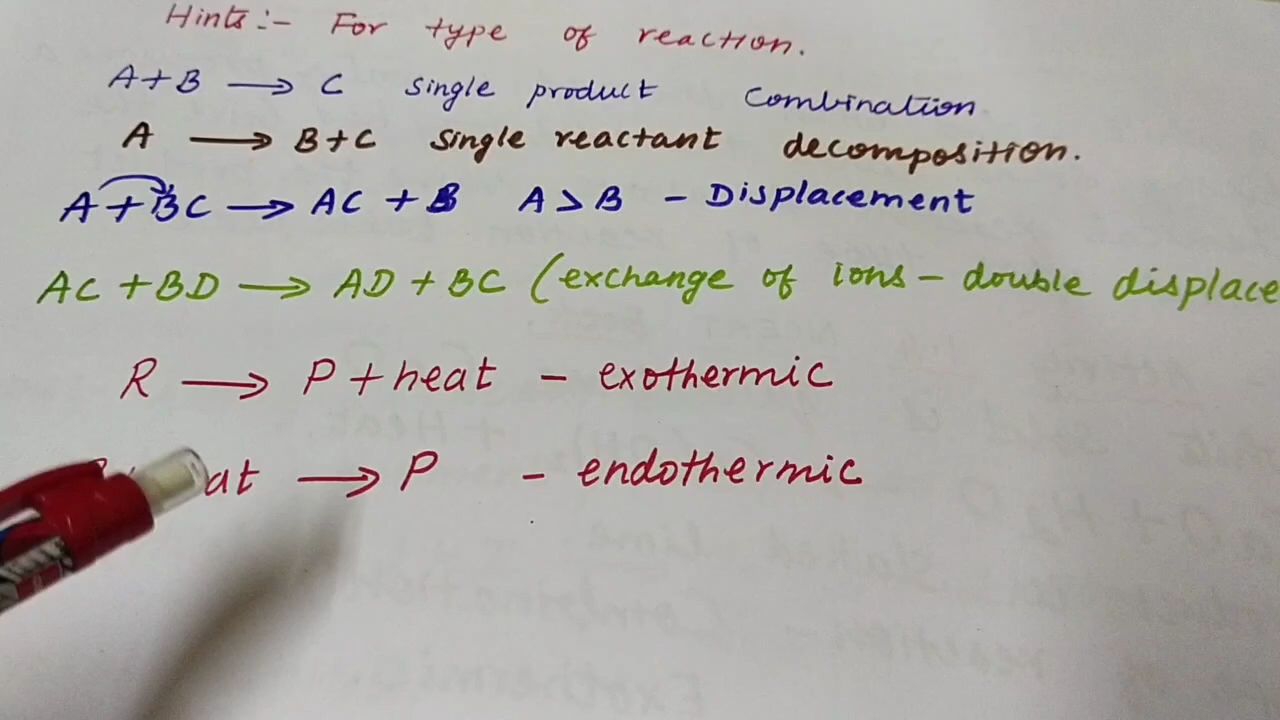 Hints:- For type of reaction.
A+B → C single product Combination.
A → B+C single reactant decomposition.
A+BC → AC + B A>B - Displacement
AC+BD → AD+BC (exchange of ions - double displace
R → P+heat - exothermic
at → P - endothermic